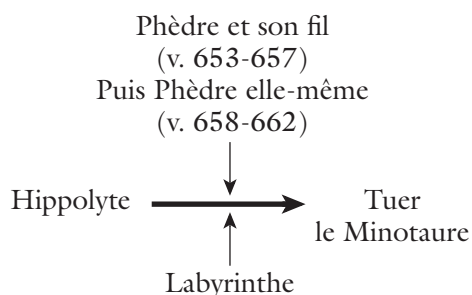 Phèdre et son fil
(v. 653-657)
Puis Phèdre elle-même
(v. 658-662)
Hippolyte
Tuer
le Minotaure
Labyrinthe